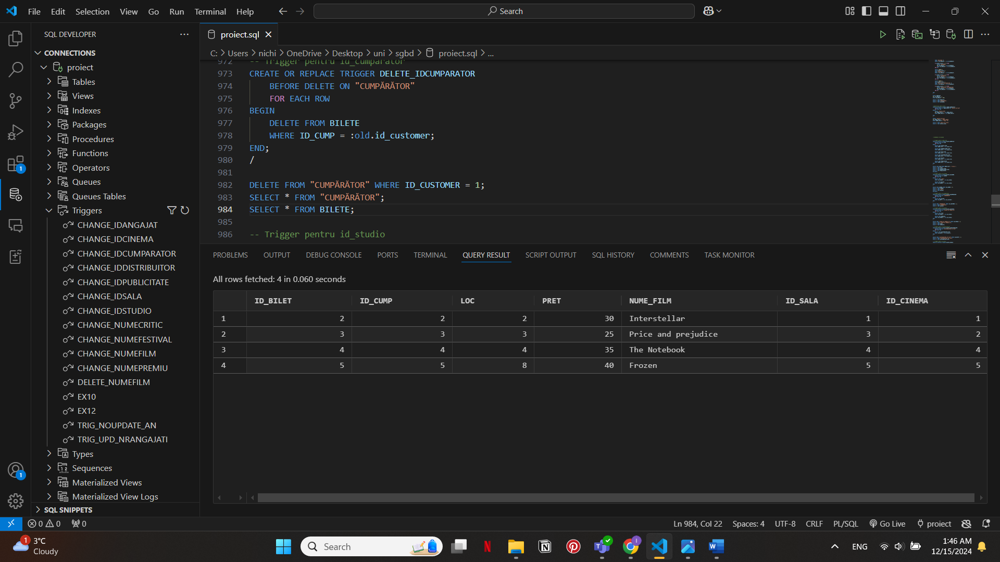 File Edit Selection View Go Run Terminal Help
Search
SQL DEVELOPER
CONNECTIONS
proiect
Tables
Views
Indexes
Packages
Procedures
Functions
Operators
Queues
Queues Tables
Triggers
CHANGE_IDANGAJAT
CHANGE_IDCINEMA
CHANGE_IDCUMPARATOR
CHANGE_IDDISTRIBUITOR
CHANGE_IDPUBLICITATE
CHANGE_IDSALA
CHANGE_IDSTUDIO
CHANGE_NUMECRITIC
CHANGE_NUMEFESTIVAL
CHANGE_NUMEFILM
CHANGE_NUMEPREMIU
DELETE_NUMEFILM
EX10
EX12
TRIG_NOUPDATE_AN
TRIG_UPD_NRANGAJATI
Types
Sequences
Materialized Views
Materialized View Logs
SQL SNIPPETS
1
1
proiect.sql
C: > Users > nichi > OneDrive > Desktop > uni > sgbd > proiect.sql > ...
972 -- Trigger pentru id_cumparator
973 CREATE OR REPLACE TRIGGER DELETE_IDCUMPARATOR
974 BEFORE DELETE ON "CUMPĂRĂTOR"
975 FOR EACH ROW
976 BEGIN
977 DELETE FROM BILETE
978 WHERE ID_CUMP = :old.id_customer;
979 END;
980 /
981
982 DELETE FROM "CUMPĂRĂTOR" WHERE ID_CUSTOMER = 1;
983 SELECT * FROM "CUMPĂRĂTOR";
984 SELECT * FROM BILETE;
985
986 -- Trigger pentru id_studio
PROBLEMS OUTPUT DEBUG CONSOLE PORTS TERMINAL QUERY RESULT SCRIPT OUTPUT SQL HISTORY COMMENTS TASK MONITOR
All rows fetched: 4 in 0.060 seconds
ID_BILET ID_CUMP LOC PRET NUME_FILM ID_SALA ID_CINEMA
1 2 2 2 30 Interstellar 1 1
2 3 3 3 25 Price and prejudice 3 2
3 4 4 4 35 The Notebook 4 4
4 5 5 8 40 Frozen 5 5
0 0 0 Ln 984, Col 22 Spaces: 4 UTF-8 CRLF PL/SQL Go Live proiect
1 3°C
Cloudy
Search
ENG
1:46 AM
12/15/2024